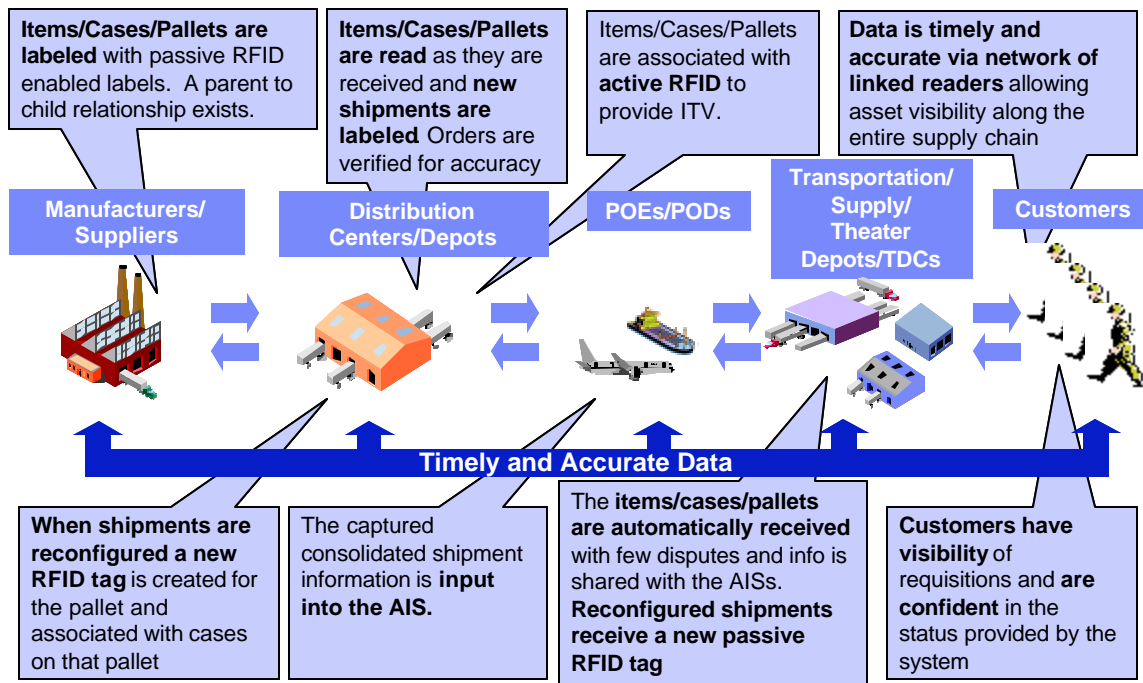 Items/Cases/Pallets are
labeled with passive RFID
enabled labels.  A parent to
child relationship exists.
Items/Cases/Pallets
are read as they are
received and new
shipments are
labeled. Orders are
verified for accuracy
Items/Cases/Pallets
are associated with
active RFID to
provide ITV.
Data is timely and
accurate via network of
linked readers allowing
asset visibility along the
entire supply chain
Manufacturers/
Suppliers
Distribution
Centers/Depots
POEs/PODs
Transportation/
Supply/
Theater
Depots/TDCs
Customers
Timely and Accurate Data
When shipments are
reconfigured a new
RFID tag is created for
the pallet and
associated with cases
on that pallet
The captured
consolidated shipment
information is input
into the AIS.
The items/cases/pallets
are automatically received
with few disputes and info is
shared with the AISs.
Reconfigured shipments
receive a new passive
RFID tag
Customers have
visibility of
requisitions and are
confident in the
status provided by the
system